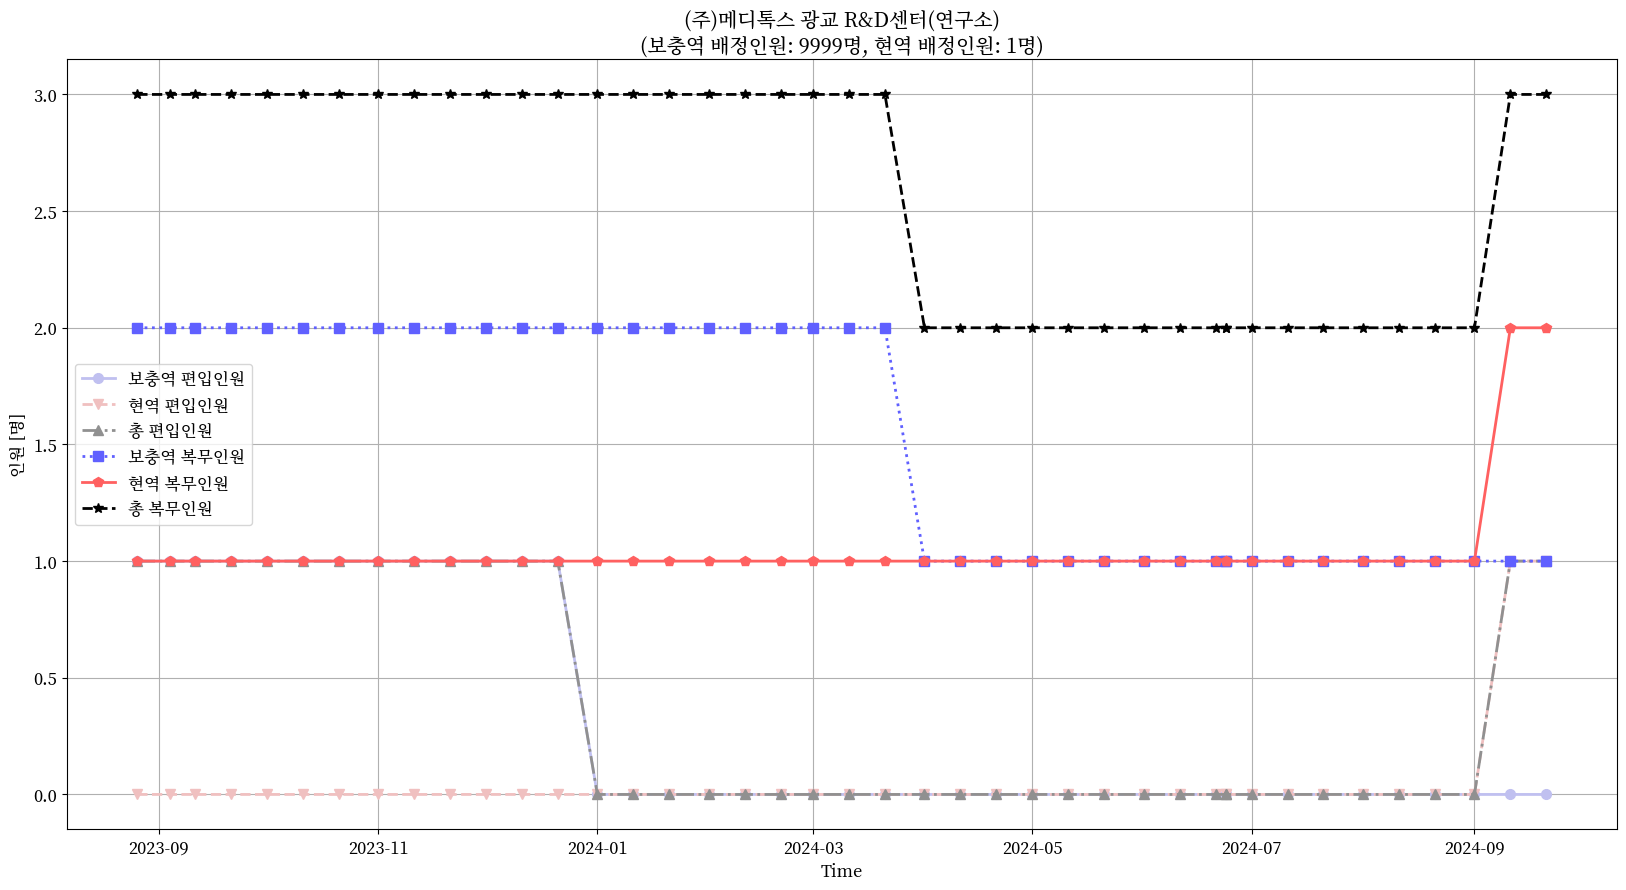 (주)메디톡스 광교 R&D센터(연구소)
(보충역 배정인원: 9999명, 현역 배정인원: 1명)
인원 [명]
3.0
2.5
2.0
1.5
1.0
0.5
0.0
보충역 편입인원
현역 편입인원
총 편입인원
보충역 복무인원
현역 복무인원
총 복무인원
2023-09
2023-11
2024-01
2024-03
2024-05
2024-07
2024-09
Time